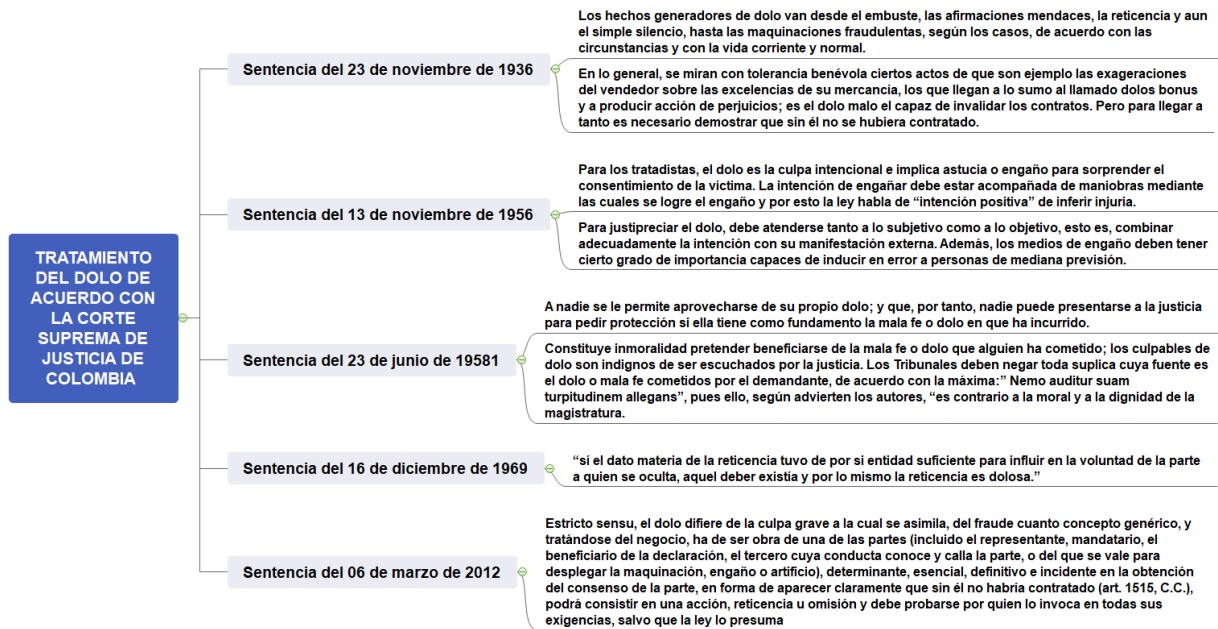 TRATAMIENTO
DEL DOLO DE
ACUERDO CON
LA CORTE
SUPREMA DE
JUSTICIA DE
COLOMBIA
Sentencia del 23 de noviembre de 1936
Los hechos generadores de dolo van desde el embuste, las afirmaciones mendaces, la reticencia y aun
el simple silencio, hasta las maquinaciones fraudulentas, según los casos, de acuerdo con las
circunstancias y con la vida corriente y normal.
En lo general, se miran con tolerancia benévola ciertos actos de que son ejemplo las exageraciones
del vendedor sobre las excelencias de su mercancía, los que llegan a lo sumo al llamado dolos bonus
y a producir acción de perjuicios; es el dolo malo el capaz de invalidar los contratos. Pero para llegar a
tanto es necesario demostrar que sin él no se hubiera contratado.
Sentencia del 13 de noviembre de 1956
Para los tratadistas, el dolo es la culpa intencional e implica astucia o engaño para sorprender el
consentimiento de la víctima. La intención de engañar debe estar acompañada de maniobras mediante
las cuales se logre el engaño y por esto la ley habla de “intención positiva” de inferir injuria.
Para justipreciar el dolo, debe atenderse tanto a lo subjetivo como a lo objetivo, esto es, combinar
adecuadamente la intención con su manifestación externa. Además, los medios de engaño deben tener
cierto grado de importancia capaces de inducir en error a personas de mediana previsión.
Sentencia del 23 de junio de 19581
A nadie se le permite aprovecharse de su propio dolo; y que, por tanto, nadie puede presentarse a la justicia
para pedir protección si ella tiene como fundamento la mala fe o dolo en que ha incurrido.
Constituye inmoralidad pretender beneficiarse de la mala fe o dolo que alguien ha cometido; los culpables de
dolo son indignos de ser escuchados por la justicia. Los Tribunales deben negar toda suplica cuya fuente es
el dolo o mala fe cometidos por el demandante, de acuerdo con la máxima:” Nemo auditur suam
turpitudinem allegans”, pues ello, según advierten los autores, “es contrario a la moral y a la dignidad de la
magistratura.
Sentencia del 16 de diciembre de 1969
“sí el dato materia de la reticencia tuvo de por si entidad suficiente para influir en la voluntad de la parte
a quien se oculta, aquel deber existía y por lo mismo la reticencia es dolosa.”
Sentencia del 06 de marzo de 2012
Estricto sensu, el dolo difiere de la culpa grave a la cual se asimila, del fraude cuanto concepto genérico, y
tratándose del negocio, ha de ser obra de una de las partes (incluido el representante, mandatario, el
beneficiario de la declaración, el tercero cuya conducta conoce y calla la parte, o del que se vale para
desplegar la maquinación, engaño o artificio), determinante, esencial, definitivo e incidente en la obtención
del consenso de la parte, en forma de aparecer claramente que sin él no habría contratado (art. 1515, C.C.),
podrá consistir en una acción, reticencia u omisión y debe probarse por quien lo invoca en todas sus
exigencias, salvo que la ley lo presuma